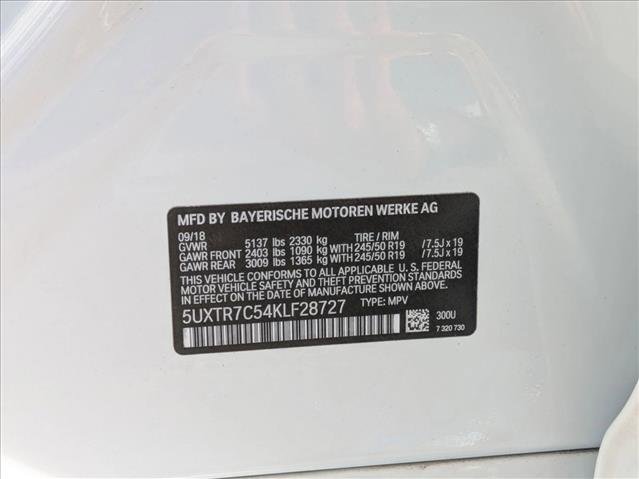 MFD BY BAYERISCHE MOTOREN WERKE AG
09/18 TIRE / RIM
GVWR 5137 lbs 2330 kg
GAWR FRONT 2403 lbs 1090 kg WITH 245/50 R19 /7.5J x 19
GAWR REAR 3009 lbs 1365 kg WITH 245/50 R19 /7.5J x 19
THIS VEHICLE CONFORMS TO ALL APPLICABLE U. S. FEDERAL
MOTOR VEHICLE SAFETY, BUMPER, AND THEFT PREVENTION
STANDARDS IN EFFECT ON THE DATE OF MANUFACTURE SHOWN ABOVE.
5UXTR7C54KLF28727 TYPE: MPV
300U
7 320 730